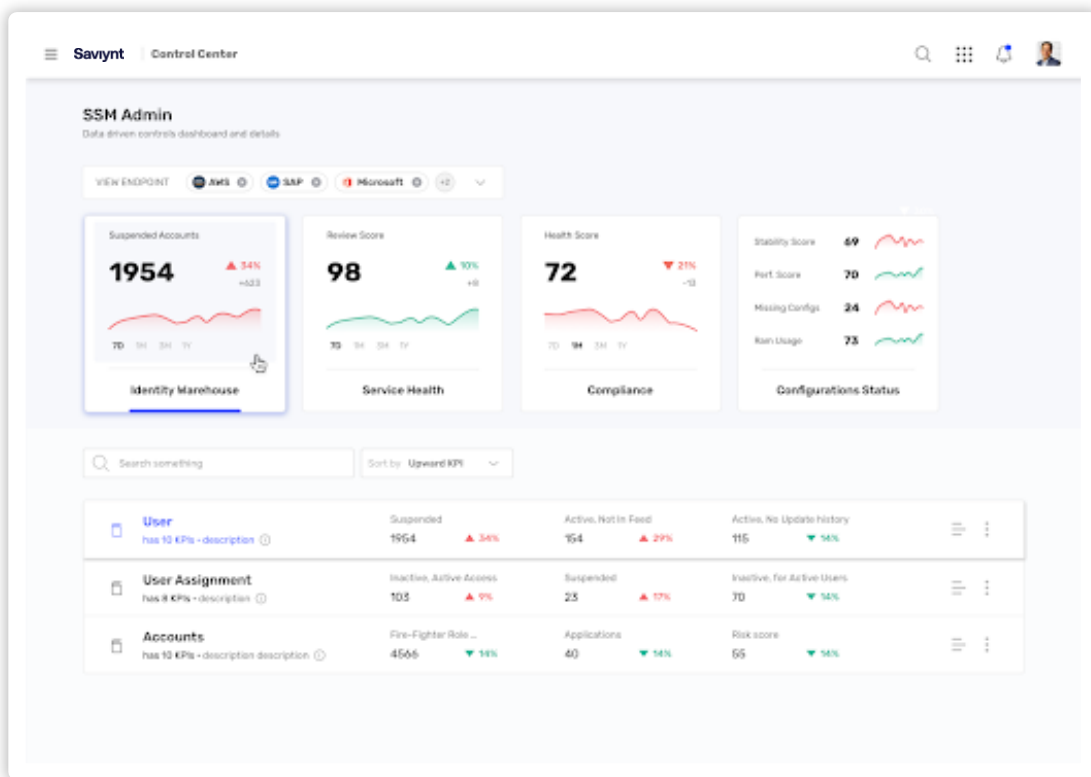 Saviynt Control Center
SSM Admin
Data driven controls dashboard and details
VIEW ENDPOINT AWS SAP Microsoft +2
Suspended Accounts
1954 34%
+623
7D 1M 3M 1Y
Identity Warehouse
Review Score
98 10%
+8
7D 1M 3M 1Y
Service Health
Health Score
72 21%
-13
7D 1M 3M 1Y
Compliance
Stability Score 69
Perf. Score 70
Missing Configs 24
Ram Usage 73
Configurations Status
Search something
Sort by Upward KPI
User
has 10 KPIs - description
Suspended
1954 34%
Active, Not In Feed
154 29%
Active, No Update history
115 14%
User Assignment
has 8 KPIs - description
Inactive, Active Access
103 9%
Suspended
23 17%
Inactive, for Active Users
70 14%
Accounts
has 10 KPIs - description description
Fire-Fighter Role ...
4566 14%
Applications
40 14%
Risk score
55 14%